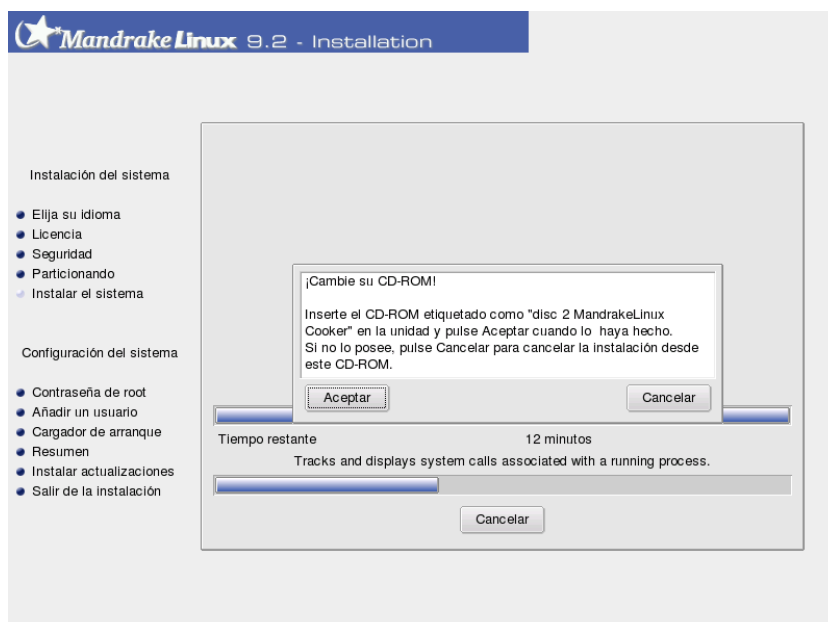 Mandrake Linux 9.2 - Installation
Instalación del sistema
Elija su idioma
Licencia
Seguridad
Particionando
Instalar el sistema
Configuración del sistema
Contraseña de root
Añadir un usuario
Cargador de arranque
Resumen
Instalar actualizaciones
Salir de la instalación
¡Cambie su CD-ROM!
Inserte el CD-ROM etiquetado como "disc 2 MandrakeLinux
Cooker" en la unidad y pulse Aceptar cuando lo  haya hecho.
Si no lo posee, pulse Cancelar para cancelar la instalación desde
este CD-ROM.
Aceptar
Cancelar
Tiempo restante
12 minutos
Tracks and displays system calls associated with a running process.
Cancelar